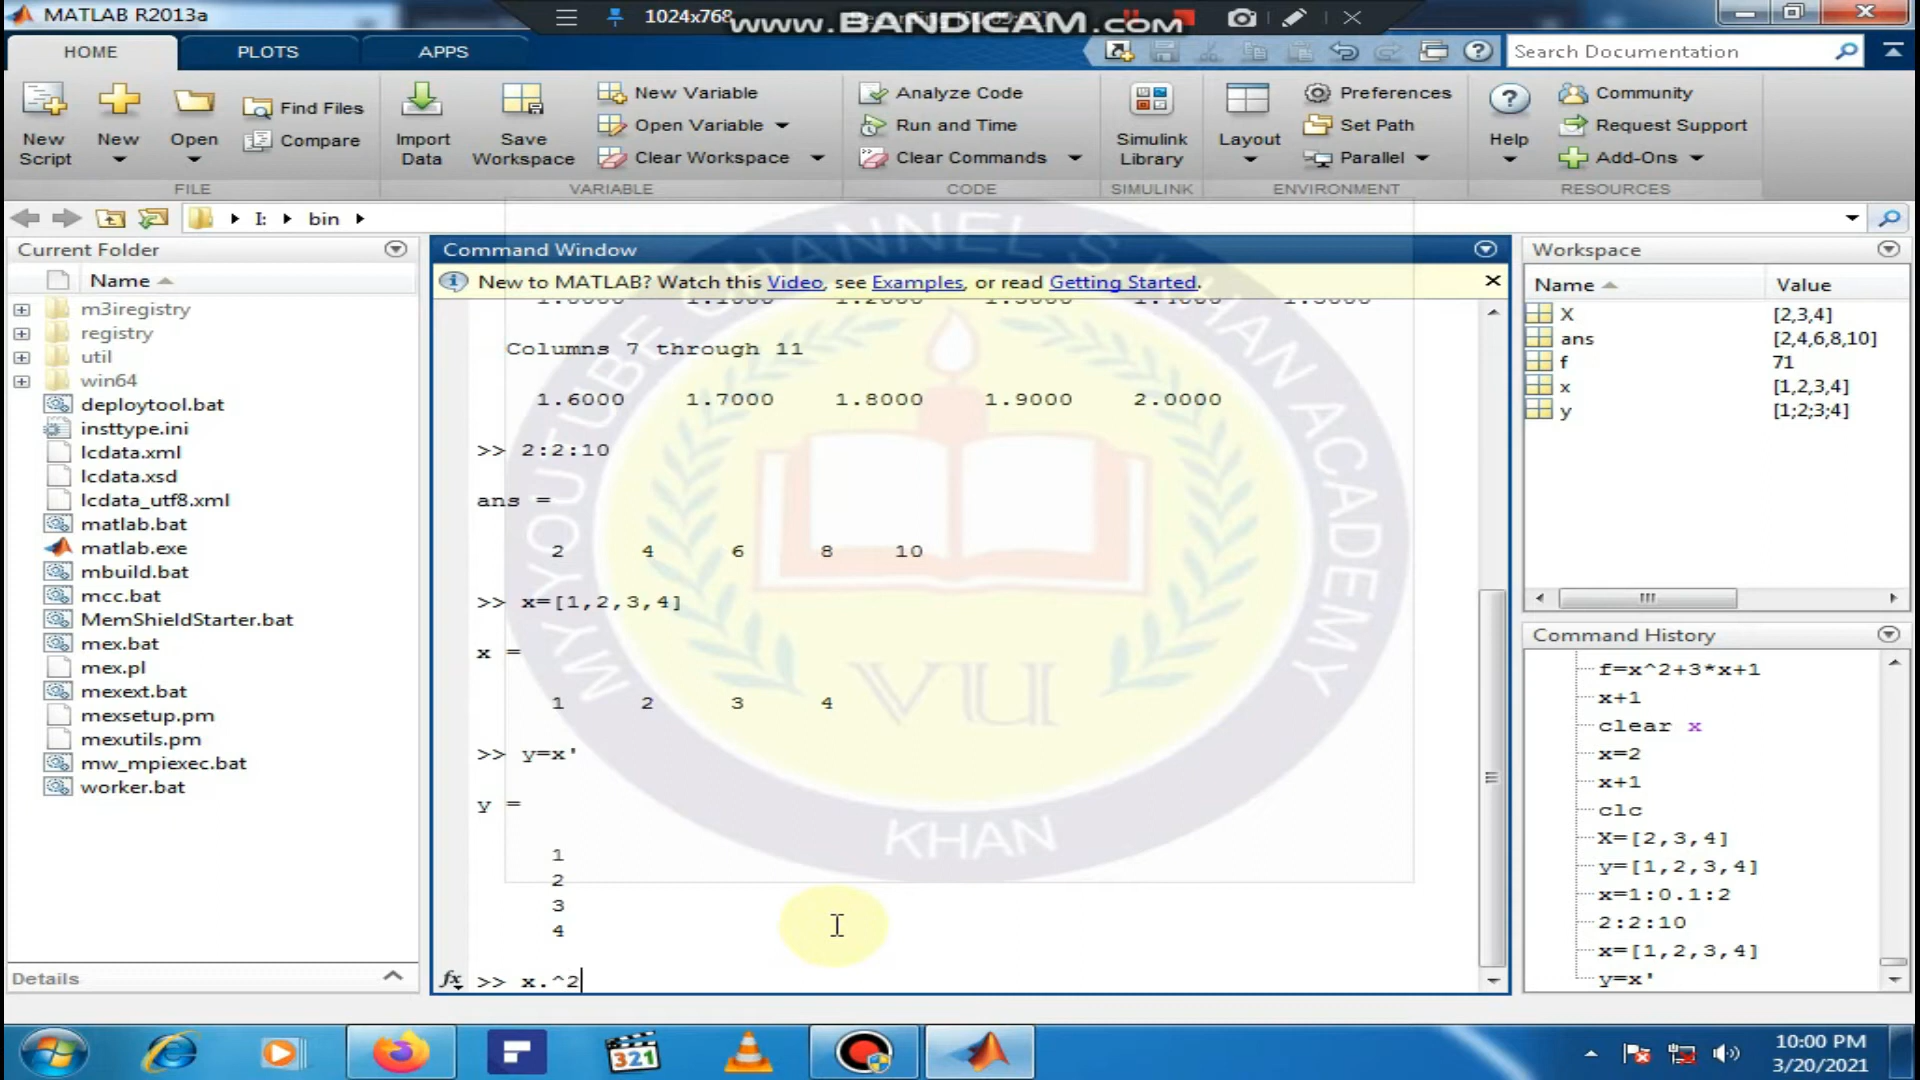 MATLAB R2013a
1024x768
www.BANDICAM.com
HOME
PLOTS
APPS
Search Documentation
New Script
New
Open
Find Files
Compare
Import Data
Save Workspace
New Variable
Open Variable
Clear Workspace
Analyze Code
Run and Time
Clear Commands
Simulink Library
Layout
Preferences
Set Path
Parallel
Help
Community
Request Support
Add-Ons
FILE
VARIABLE
CODE
SIMULINK
ENVIRONMENT
RESOURCES
I:
bin
Current Folder
Name
m3iregistry
registry
util
win64
deploytool.bat
insttype.ini
lcdata.xml
lcdata.xsd
lcdata_utf8.xml
matlab.bat
matlab.exe
mbuild.bat
mcc.bat
MemShieldStarter.bat
mex.bat
mex.pl
mexext.bat
mexsetup.pm
mexutils.pm
mw_mpiexec.bat
worker.bat
Details
Command Window
New to MATLAB? Watch this Video, see Examples, or read Getting Started.
Columns 7 through 11
1.6000 1.7000 1.8000 1.9000 2.0000
>> 2:2:10
ans =
2 4 6 8 10
>> x=[1,2,3,4]
x =
1 2 3 4
>> y=x'
y =
1
2
3
4
fx >> x.^2
MY YOUTUBE CHANNEL S KHAN ACADEMY
VU
KHAN
Workspace
Name Value
X [2,3,4]
ans [2,4,6,8,10]
f 71
x [1,2,3,4]
y [1;2;3;4]
Command History
f=x^2+3*x+1
x+1
clear x
x=2
x+1
clc
X=[2,3,4]
y=[1,2,3,4]
x=1:0.1:2
2:2:10
x=[1,2,3,4]
y=x'
321
10:00 PM
3/20/2021